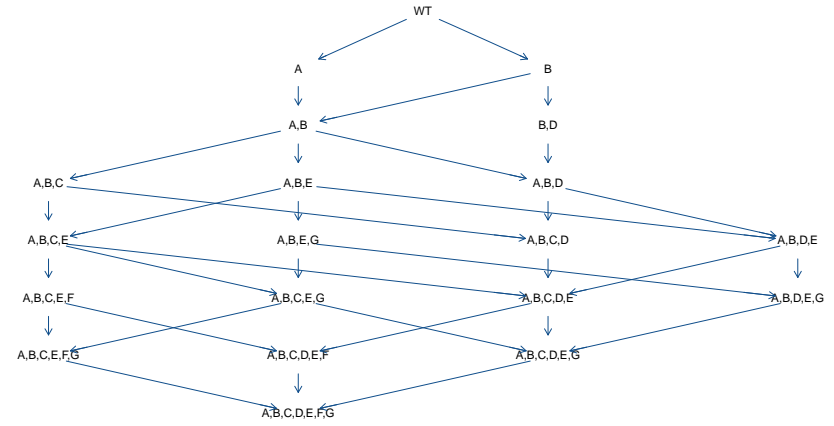 WT
A
B
A,B
B,D
A,B,C
A,B,E
A,B,D
A,B,C,E
A,B,E,G
A,B,C,D
A,B,D,E
A,B,C,E,F
A,B,C,E,G
A,B,C,D,E
A,B,D,E,G
A,B,C,E,F,G
A,B,C,D,E,F
A,B,C,D,E,G
A,B,C,D,E,F,G